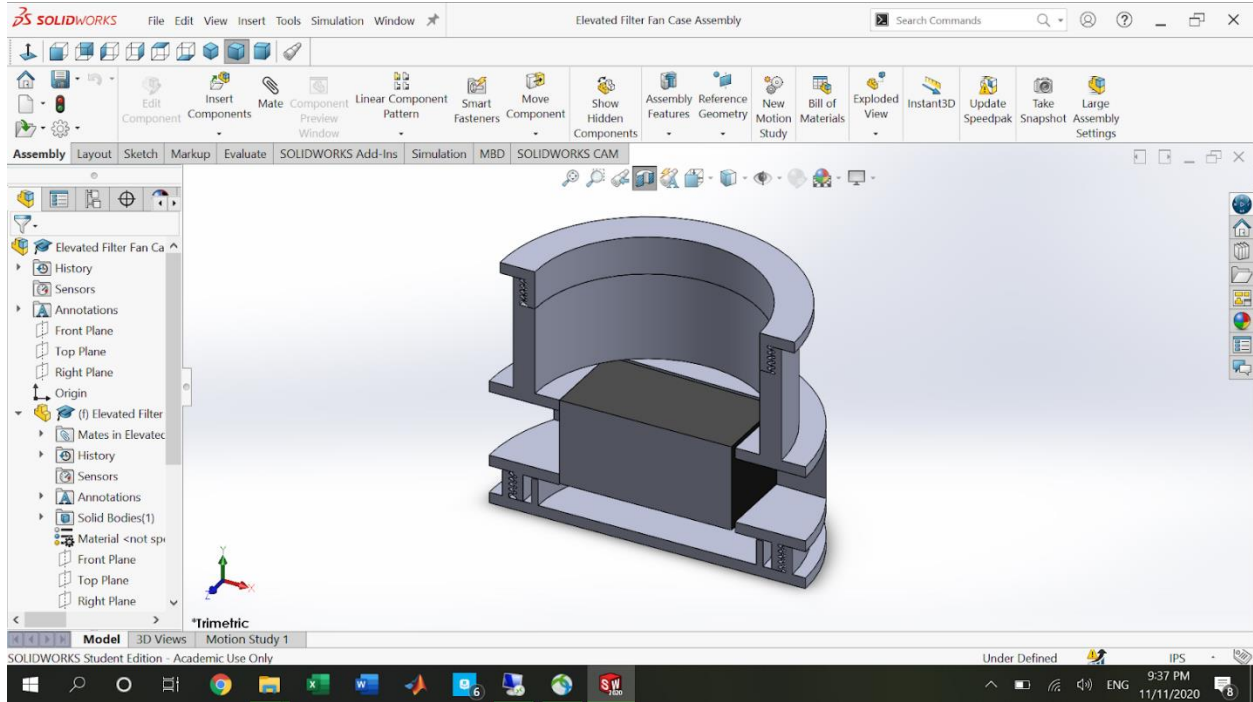 SOLIDWORKS File Edit View Insert Tools Simulation Window Elevated Filter Fan Case Assembly Search Commands
Edit Component
Insert Components
Mate
Component Preview Window
Linear Component Pattern
Smart Fasteners
Move Component
Show Hidden Components
Assembly Features
Reference Geometry
New Motion Study
Bill of Materials
Exploded View
Instant3D
Update Speedpak
Take Snapshot
Large Assembly Settings
Assembly Layout Sketch Markup Evaluate SOLIDWORKS Add-Ins Simulation MBD SOLIDWORKS CAM
Elevated Filter Fan Ca
History
Sensors
Annotations
Front Plane
Top Plane
Right Plane
Origin
(f) Elevated Filter
Mates in Elevatec
History
Sensors
Annotations
Solid Bodies(1)
Material <not sp
Front Plane
Top Plane
Right Plane
Y
X
Z
*Trimetric
Model 3D Views Motion Study 1
SOLIDWORKS Student Edition - Academic Use Only Under Defined IPS -
6 SW 2020 ENG 9:37 PM
11/11/2020 8